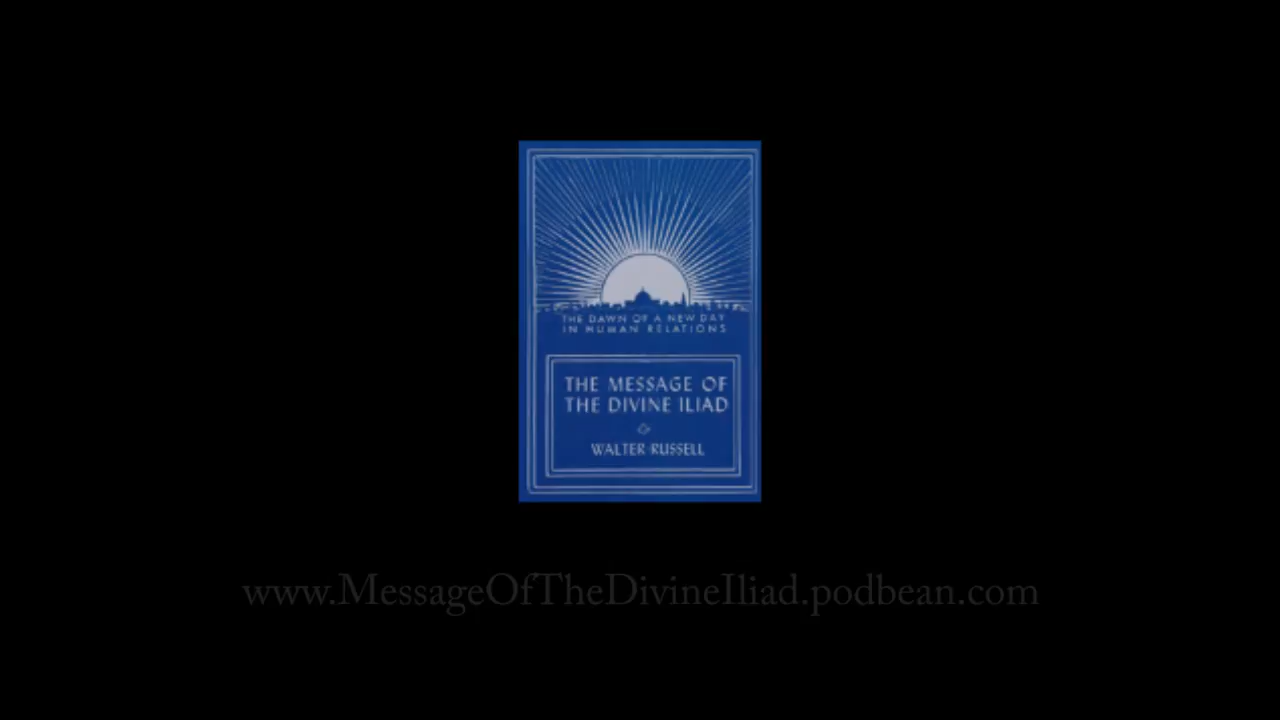 THE DAWN OF A NEW DAY
IN HUMAN RELATIONS
THE MESSAGE OF
THE DIVINE ILIAD
WALTER RUSSELL
www.MessageOfTheDivineIliad.podbean.com